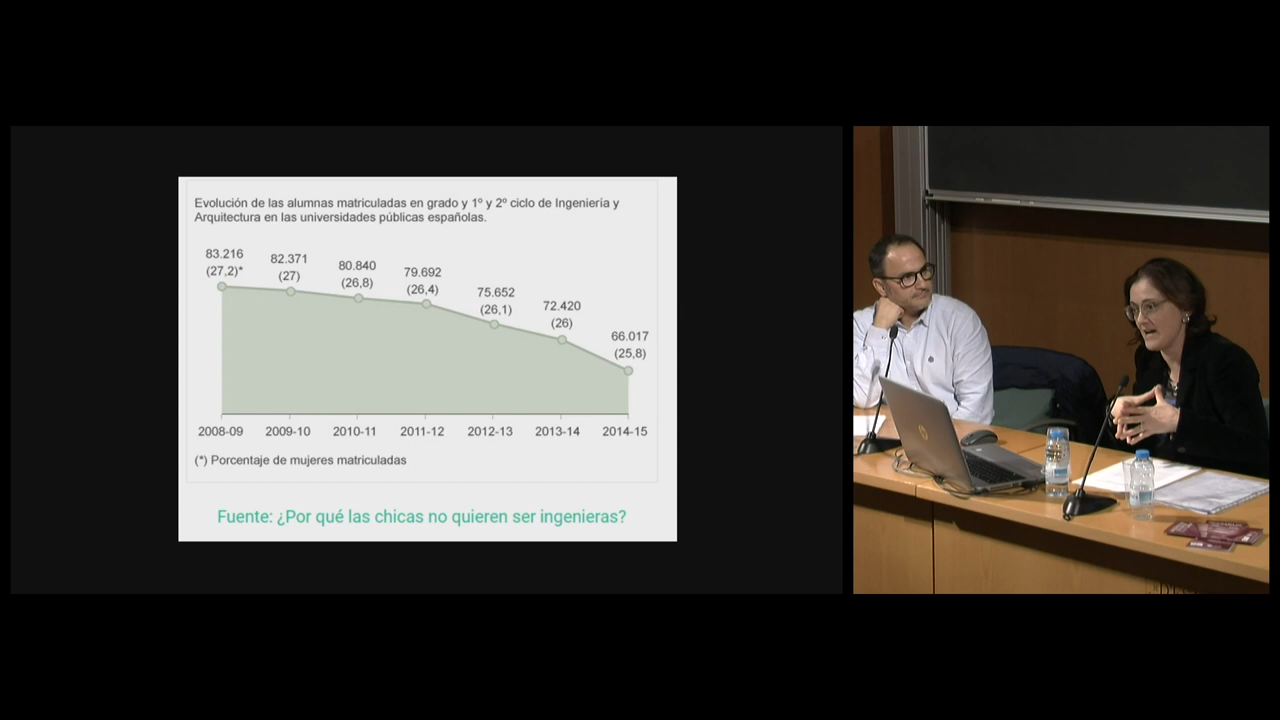 Evolución de las alumnas matriculadas en grado y 1º y 2º ciclo de Ingeniería y
Arquitectura en las universidades públicas españolas.
83.216
(27,2)*
82.371
(27)
80.840
(26,8)
79.692
(26,4)
75.652
(26,1)
72.420
(26)
66.017
(25,8)
2008-09 2009-10 2010-11 2011-12 2012-13 2013-14 2014-15
(*) Porcentaje de mujeres matriculadas
Fuente: ¿Por qué las chicas no quieren ser ingenieras?